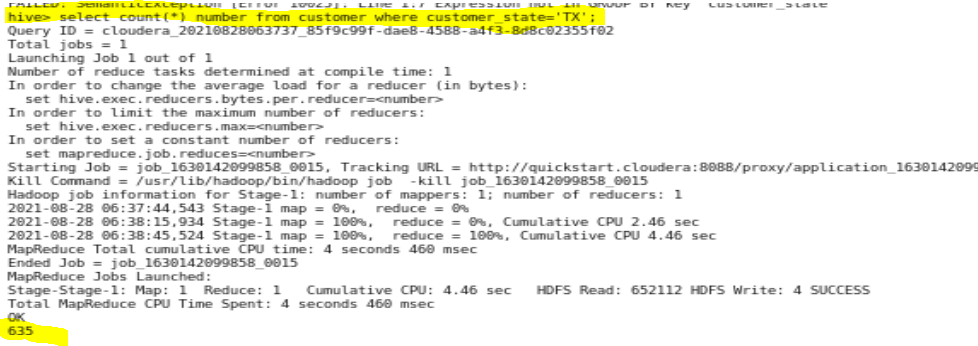 FAILED: SemanticException [Error 10025]: Line 1:7 Expression not in GROUP BY key 'customer_state'
hive> select count(*) number from customer where customer_state='TX';
Query ID = cloudera_20210828063737_85f9c99f-dae8-4588-a4f3-8d8c02355f02
Total jobs = 1
Launching Job 1 out of 1
Number of reduce tasks determined at compile time: 1
In order to change the average load for a reducer (in bytes):
  set hive.exec.reducers.bytes.per.reducer=<number>
In order to limit the maximum number of reducers:
  set hive.exec.reducers.max=<number>
In order to set a constant number of reducers:
  set mapreduce.job.reduces=<number>
Starting Job = job_1630142099858_0015, Tracking URL = http://quickstart.cloudera:8088/proxy/application_1630142099
Kill Command = /usr/lib/hadoop/bin/hadoop job  -kill job_1630142099858_0015
Hadoop job information for Stage-1: number of mappers: 1; number of reducers: 1
2021-08-28 06:37:44,543 Stage-1 map = 0%,  reduce = 0%
2021-08-28 06:38:15,934 Stage-1 map = 100%,  reduce = 0%, Cumulative CPU 2.46 sec
2021-08-28 06:38:45,524 Stage-1 map = 100%,  reduce = 100%, Cumulative CPU 4.46 sec
MapReduce Total cumulative CPU time: 4 seconds 460 msec
Ended Job = job_1630142099858_0015
MapReduce Jobs Launched:
Stage-Stage-1: Map: 1  Reduce: 1   Cumulative CPU: 4.46 sec   HDFS Read: 652112 HDFS Write: 4 SUCCESS
Total MapReduce CPU Time Spent: 4 seconds 460 msec
OK
635